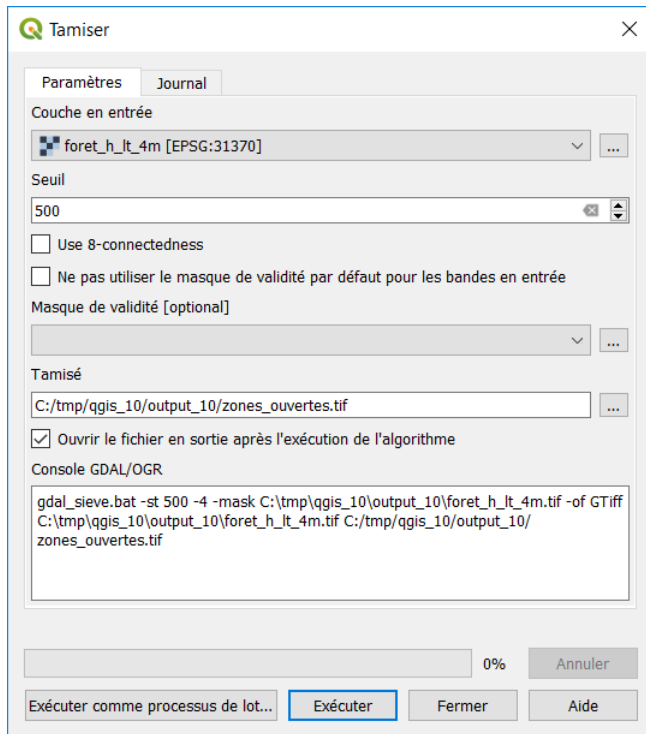 Tamiser
Paramètres
Journal
Couche en entrée
foret_h_lt_4m [EPSG:31370]
...
Seuil
500
Use 8-connectedness
Ne pas utiliser le masque de validité par défaut pour les bandes en entrée
Masque de validité [optional]
...
Tamisé
C:/tmp/qgis_10/output_10/zones_ouvertes.tif
...
Ouvrir le fichier en sortie après l'exécution de l'algorithme
Console GDAL/OGR
gdal_sieve.bat -st 500 -4 -mask C:\tmp\qgis_10\output_10\foret_h_lt_4m.tif -of GTiff
C:\tmp\qgis_10\output_10\foret_h_lt_4m.tif C:/tmp/qgis_10/output_10/
zones_ouvertes.tif
0%
Annuler
Exécuter comme processus de lot...
Exécuter
Fermer
Aide